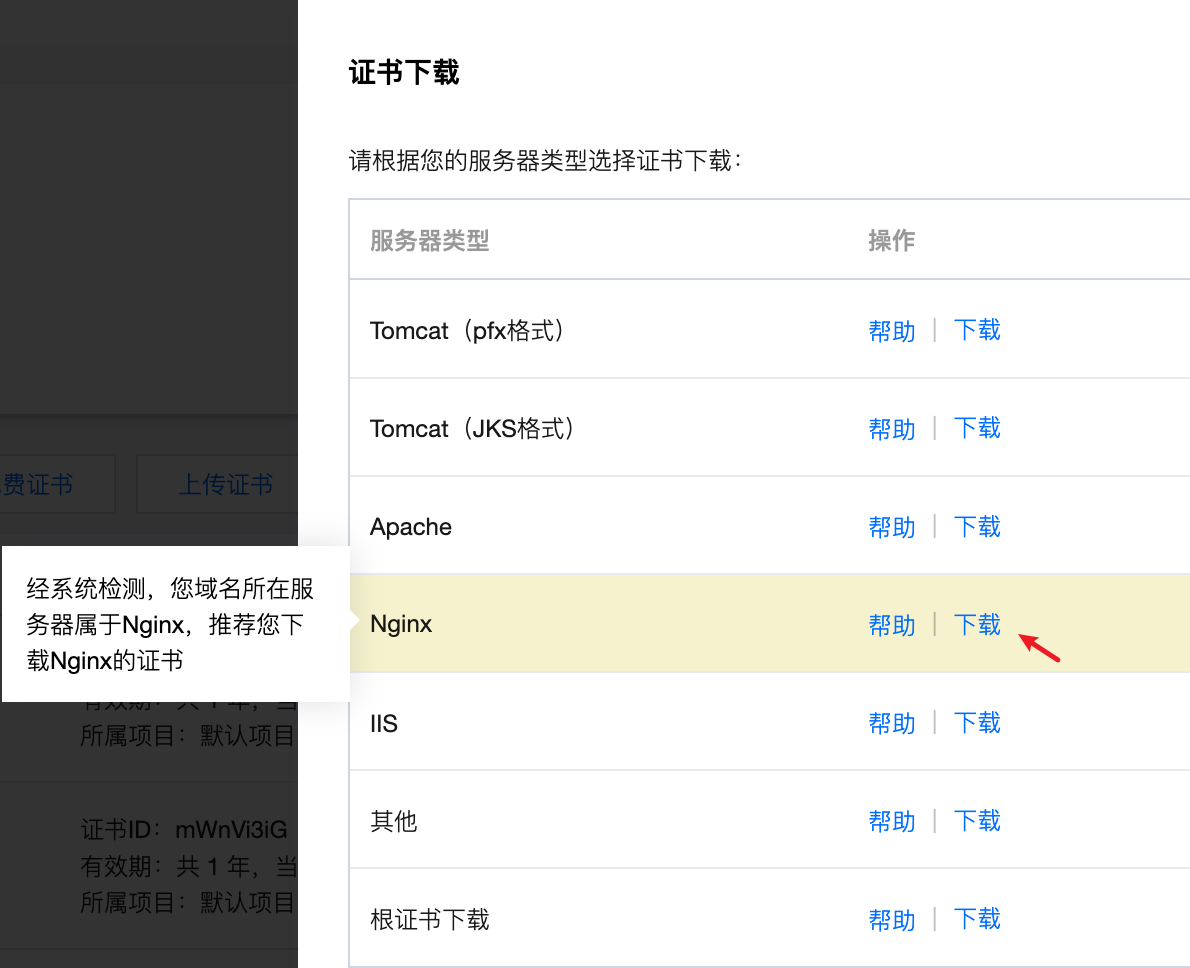 证书下载
请根据您的服务器类型选择证书下载：
服务器类型 操作
Tomcat（pfx格式） 帮助 | 下载
Tomcat（JKS格式） 帮助 | 下载
费证书 上传证书
Apache 帮助 | 下载
经系统检测，您域名所在服
务器属于Nginx，推荐您下
载Nginx的证书
Nginx 帮助 | 下载
有效期：共 1 年，当
所属项目：默认项目
IIS 帮助 | 下载
证书ID：mWnVi3iG
有效期：共 1 年，当
所属项目：默认项目
其他 帮助 | 下载
根证书下载 帮助 | 下载